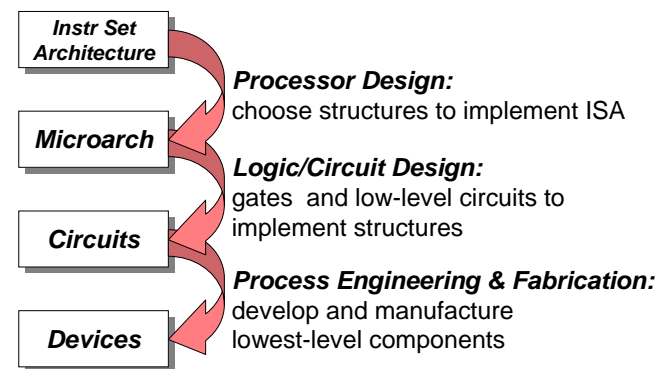 Instr Set
Architecture
Processor Design:
choose structures to implement ISA
Microarch
Logic/Circuit Design:
gates and low-level circuits to
implement structures
Circuits
Process Engineering & Fabrication:
develop and manufacture
lowest-level components
Devices